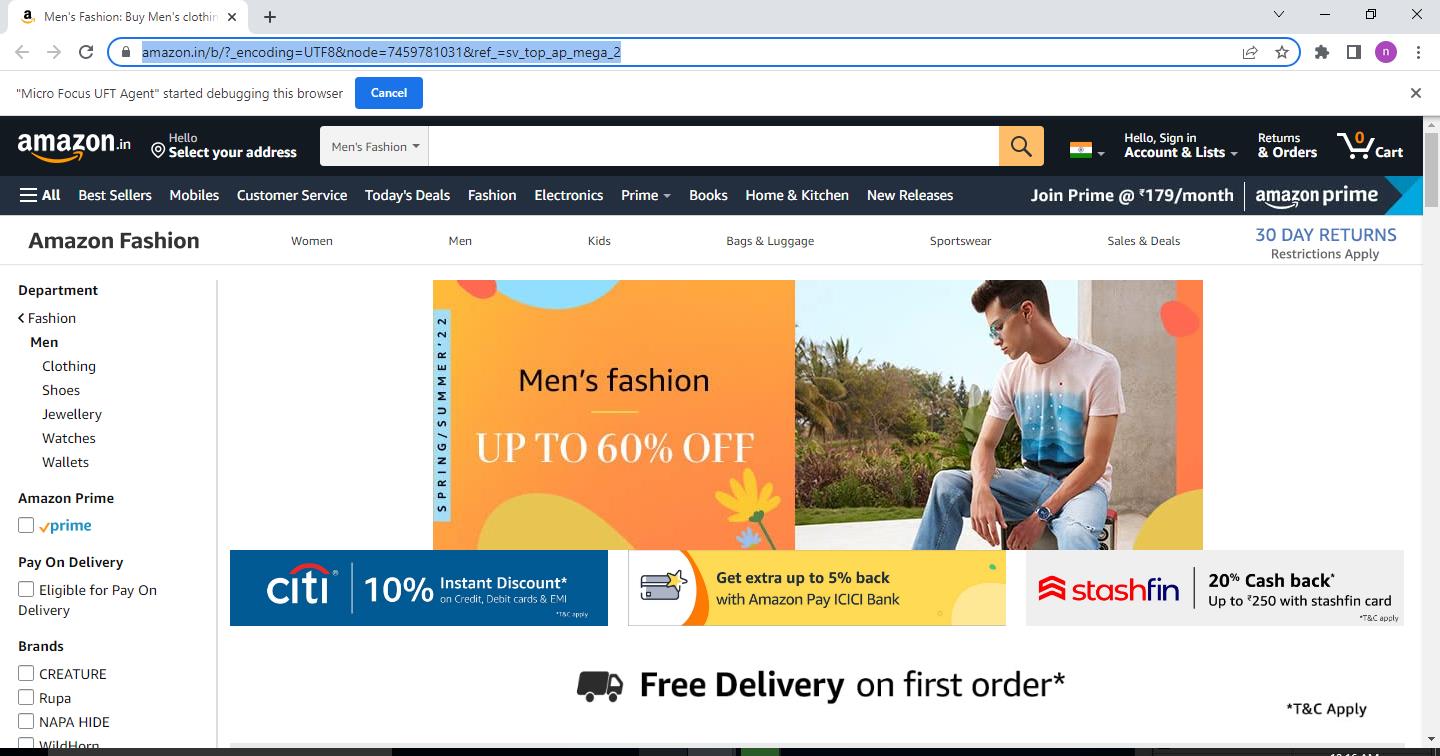 Men's Fashion: Buy Men's clothin
amazon.in/b/?_encoding=UTF8&node=7459781031&ref_=sv_top_ap_mega_2
n
"Micro Focus UFT Agent" started debugging this browser
Cancel
amazon.in
Hello
Select your address
Men's Fashion
Hello, Sign in
Account & Lists
Returns
& Orders
0
Cart
All
Best Sellers
Mobiles
Customer Service
Today's Deals
Fashion
Electronics
Prime
Books
Home & Kitchen
New Releases
Join Prime @ ₹179/month
amazon prime
Amazon Fashion
Women
Men
Kids
Bags & Luggage
Sportswear
Sales & Deals
30 DAY RETURNS
Restrictions Apply
Department
Fashion
Men
Clothing
Shoes
Jewellery
Watches
Wallets
Amazon Prime
prime
Pay On Delivery
Eligible for Pay On
Delivery
Brands
CREATURE
Rupa
NAPA HIDE
WildHorn
SPRING/SUMMER'22
Men's fashion
UP TO 60% OFF
citi
10% Instant Discount*
on Credit, Debit cards & EMI
*T&C apply
Get extra up to 5% back
with Amazon Pay ICICI Bank
stashfin
20% Cash back*
Up to ₹250 with stashfin card
*T&C apply
Free Delivery on first order*
*T&C Apply